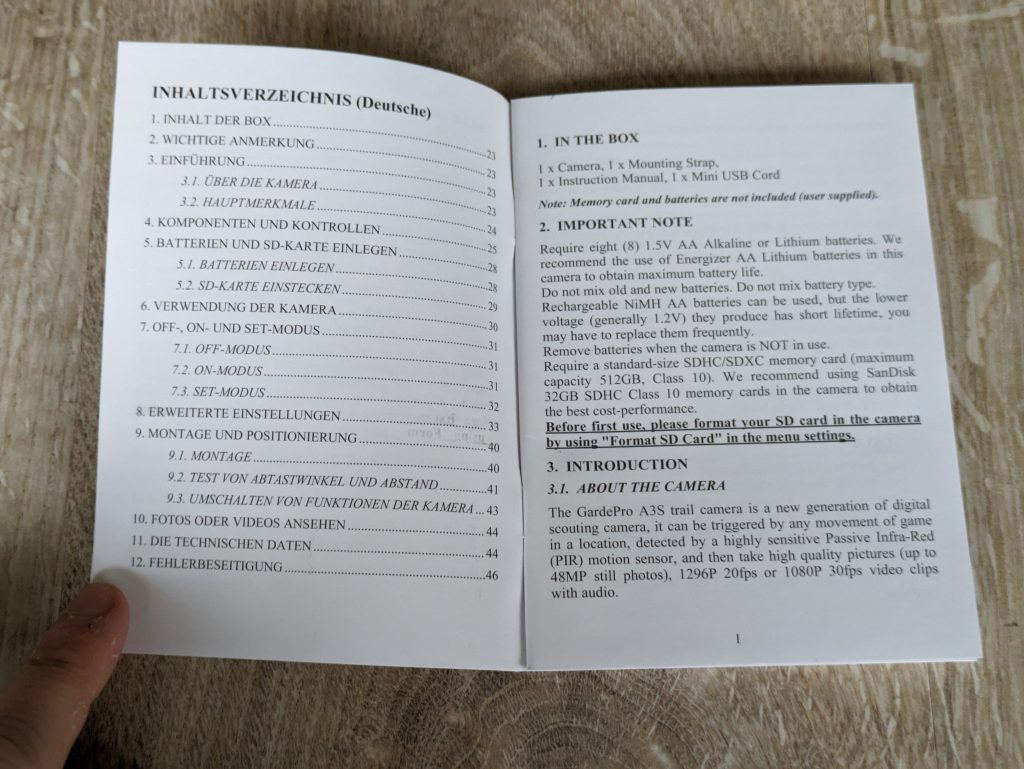 INHALTSVERZEICHNIS (Deutsche)
1. INHALT DER BOX ........ 23
2. WICHTIGE ANMERKUNG ........ 23
3. EINFÜHRUNG ........ 23
3.1. ÜBER DIE KAMERA ........ 23
3.2. HAUPTMERKMALE ........ 24
4. KOMPONENTEN UND KONTROLLEN ........ 25
5. BATTERIEN UND SD-KARTE EINLEGEN ........ 28
5.1. BATTERIEN EINLEGEN ........ 28
5.2. SD-KARTE EINSTECKEN ........ 29
6. VERWENDUNG DER KAMERA ........ 30
7. OFF-, ON- UND SET-MODUS ........ 31
7.1. OFF-MODUS ........ 31
7.2. ON-MODUS ........ 31
7.3. SET-MODUS ........ 32
8. ERWEITERTE EINSTELLUNGEN ........ 33
9. MONTAGE UND POSITIONIERUNG ........ 40
9.1. MONTAGE ........ 40
9.2. TEST VON ABTASTWINKEL UND ABSTAND ........ 41
9.3. UMSCHALTEN VON FUNKTIONEN DER KAMERA ... 43
10. FOTOS ODER VIDEOS ANSEHEN ........ 44
11. DIE TECHNISCHEN DATEN ........ 44
12. FEHLERBESEITIGUNG ........ 46
1. IN THE BOX
1 x Camera, 1 x Mounting Strap,
1 x Instruction Manual, 1 x Mini USB Cord
Note: Memory card and batteries are not included (user supplied).
2. IMPORTANT NOTE
Require eight (8) 1.5V AA Alkaline or Lithium batteries. We
recommend the use of Energizer AA Lithium batteries in this
camera to obtain maximum battery life.
Do not mix old and new batteries. Do not mix battery type.
Rechargeable NiMH AA batteries can be used, but the lower
voltage (generally 1.2V) they produce has short lifetime, you
may have to replace them frequently.
Remove batteries when the camera is NOT in use.
Require a standard-size SDHC/SDXC memory card (maximum
capacity 512GB, Class 10). We recommend using SanDisk
32GB SDHC Class 10 memory cards in the camera to obtain
the best cost-performance.
Before first use, please format your SD card in the camera
by using "Format SD Card" in the menu settings.
3. INTRODUCTION
3.1. ABOUT THE CAMERA
The GardePro A3S trail camera is a new generation of digital
scouting camera, it can be triggered by any movement of game
in a location, detected by a highly sensitive Passive Infra-Red
(PIR) motion sensor, and then take high quality pictures (up to
48MP still photos), 1296P 20fps or 1080P 30fps video clips
with audio.
1